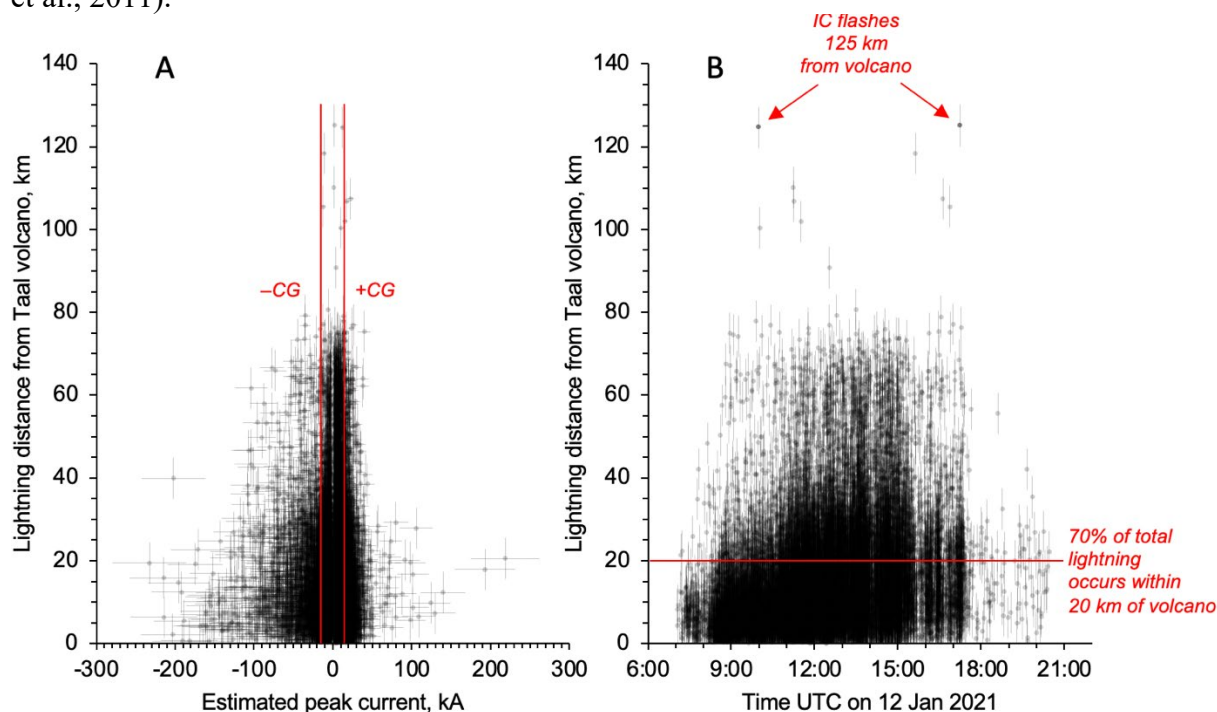 et al., 2011).
A
140
120
100
80
60
40
20
0
Lightning distance from Taal volcano, km
–CG
+CG
-300 -200 -100 0 100 200 300
Estimated peak current, kA
B
IC flashes
125 km
from volcano
140
120
100
80
60
40
20
0
Lightning distance from Taal volcano, km
70% of total
lightning
occurs within
20 km of volcano
6:00 9:00 12:00 15:00 18:00 21:00
Time UTC on 12 Jan 2021